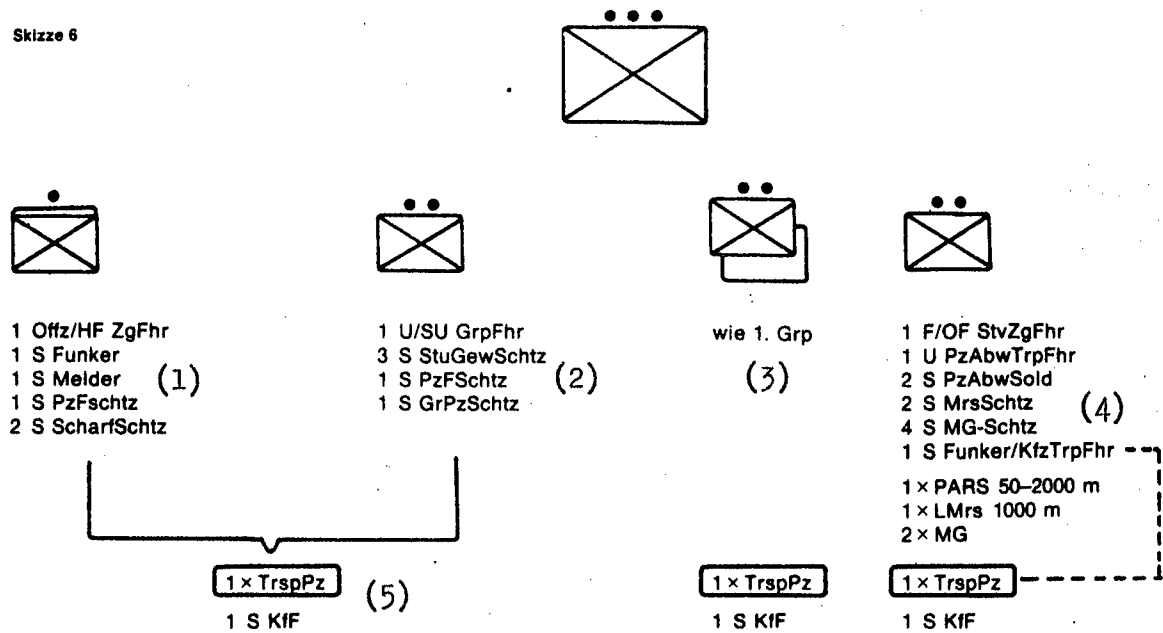 Skizze 6
1 Offz/HF ZgFhr
1 S Funker
1 S Melder
1 S PzFschtz
2 S ScharfSchtz
(1)
1 U/SU GrpFhr
3 S StuGewSchtz
1 S PzFSchtz
1 S GrPzSchtz
(2)
wie 1. Grp
(3)
1 F/OF StvZgFhr
1 U PzAbwTrpFhr
2 S PzAbwSold
2 S MrsSchtz
4 S MG-Schtz
1 S Funker/KfzTrpFhr
(4)
1 × PARS 50–2000 m
1 × LMrs 1000 m
2 × MG
1 × TrspPz
(5)
1 S KfF
1 × TrspPz
1 S KfF
1 × TrspPz
1 S KfF